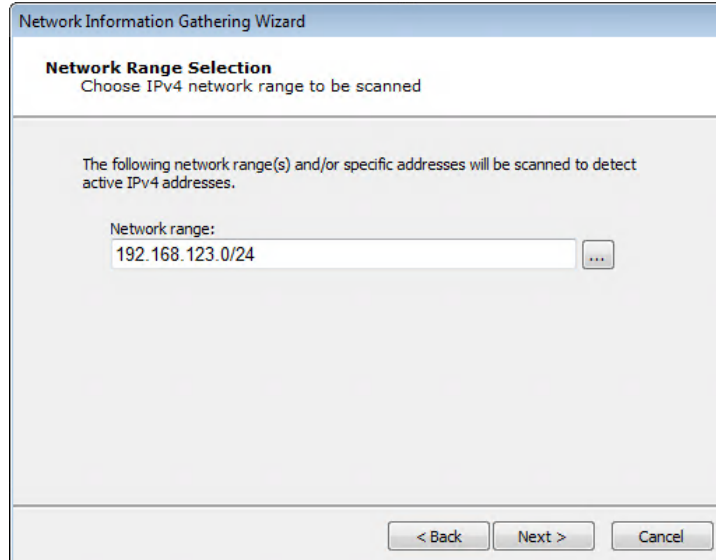 Network Information Gathering Wizard
Network Range Selection
Choose IPv4 network range to be scanned
The following network range(s) and/or specific addresses will be scanned to detect
active IPv4 addresses.
Network range:
192.168.123.0/24
...
< Back
Next >
Cancel